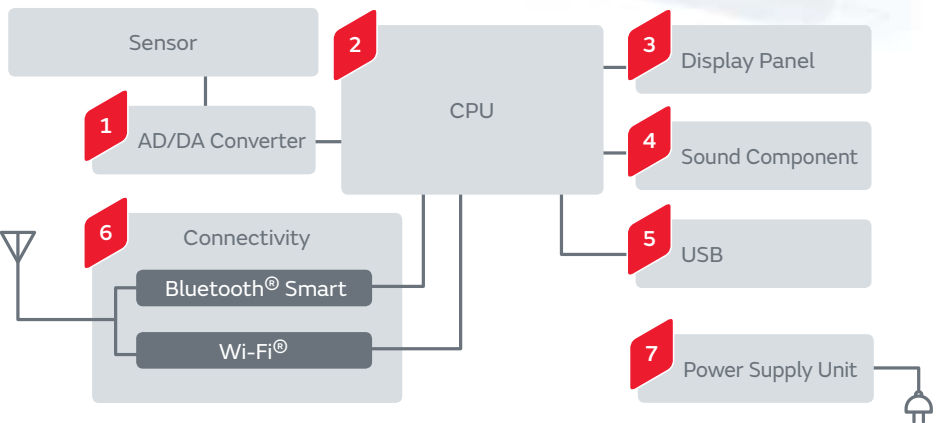 Sensor
1
AD/DA Converter
2
CPU
3
Display Panel
4
Sound Component
5
USB
6
Connectivity
Bluetooth® Smart
Wi-Fi®
7
Power Supply Unit